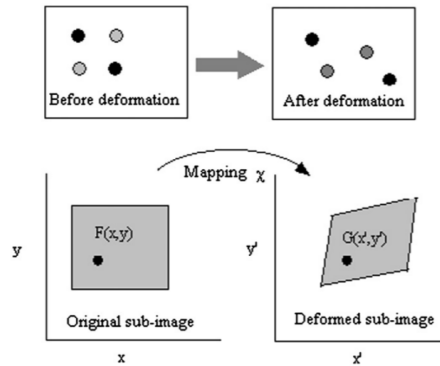 Before deformation
After deformation
Mapping χ
F(x,y)
y
Original sub-image
x
G(x',y')
y'
Deformed sub-image
x'